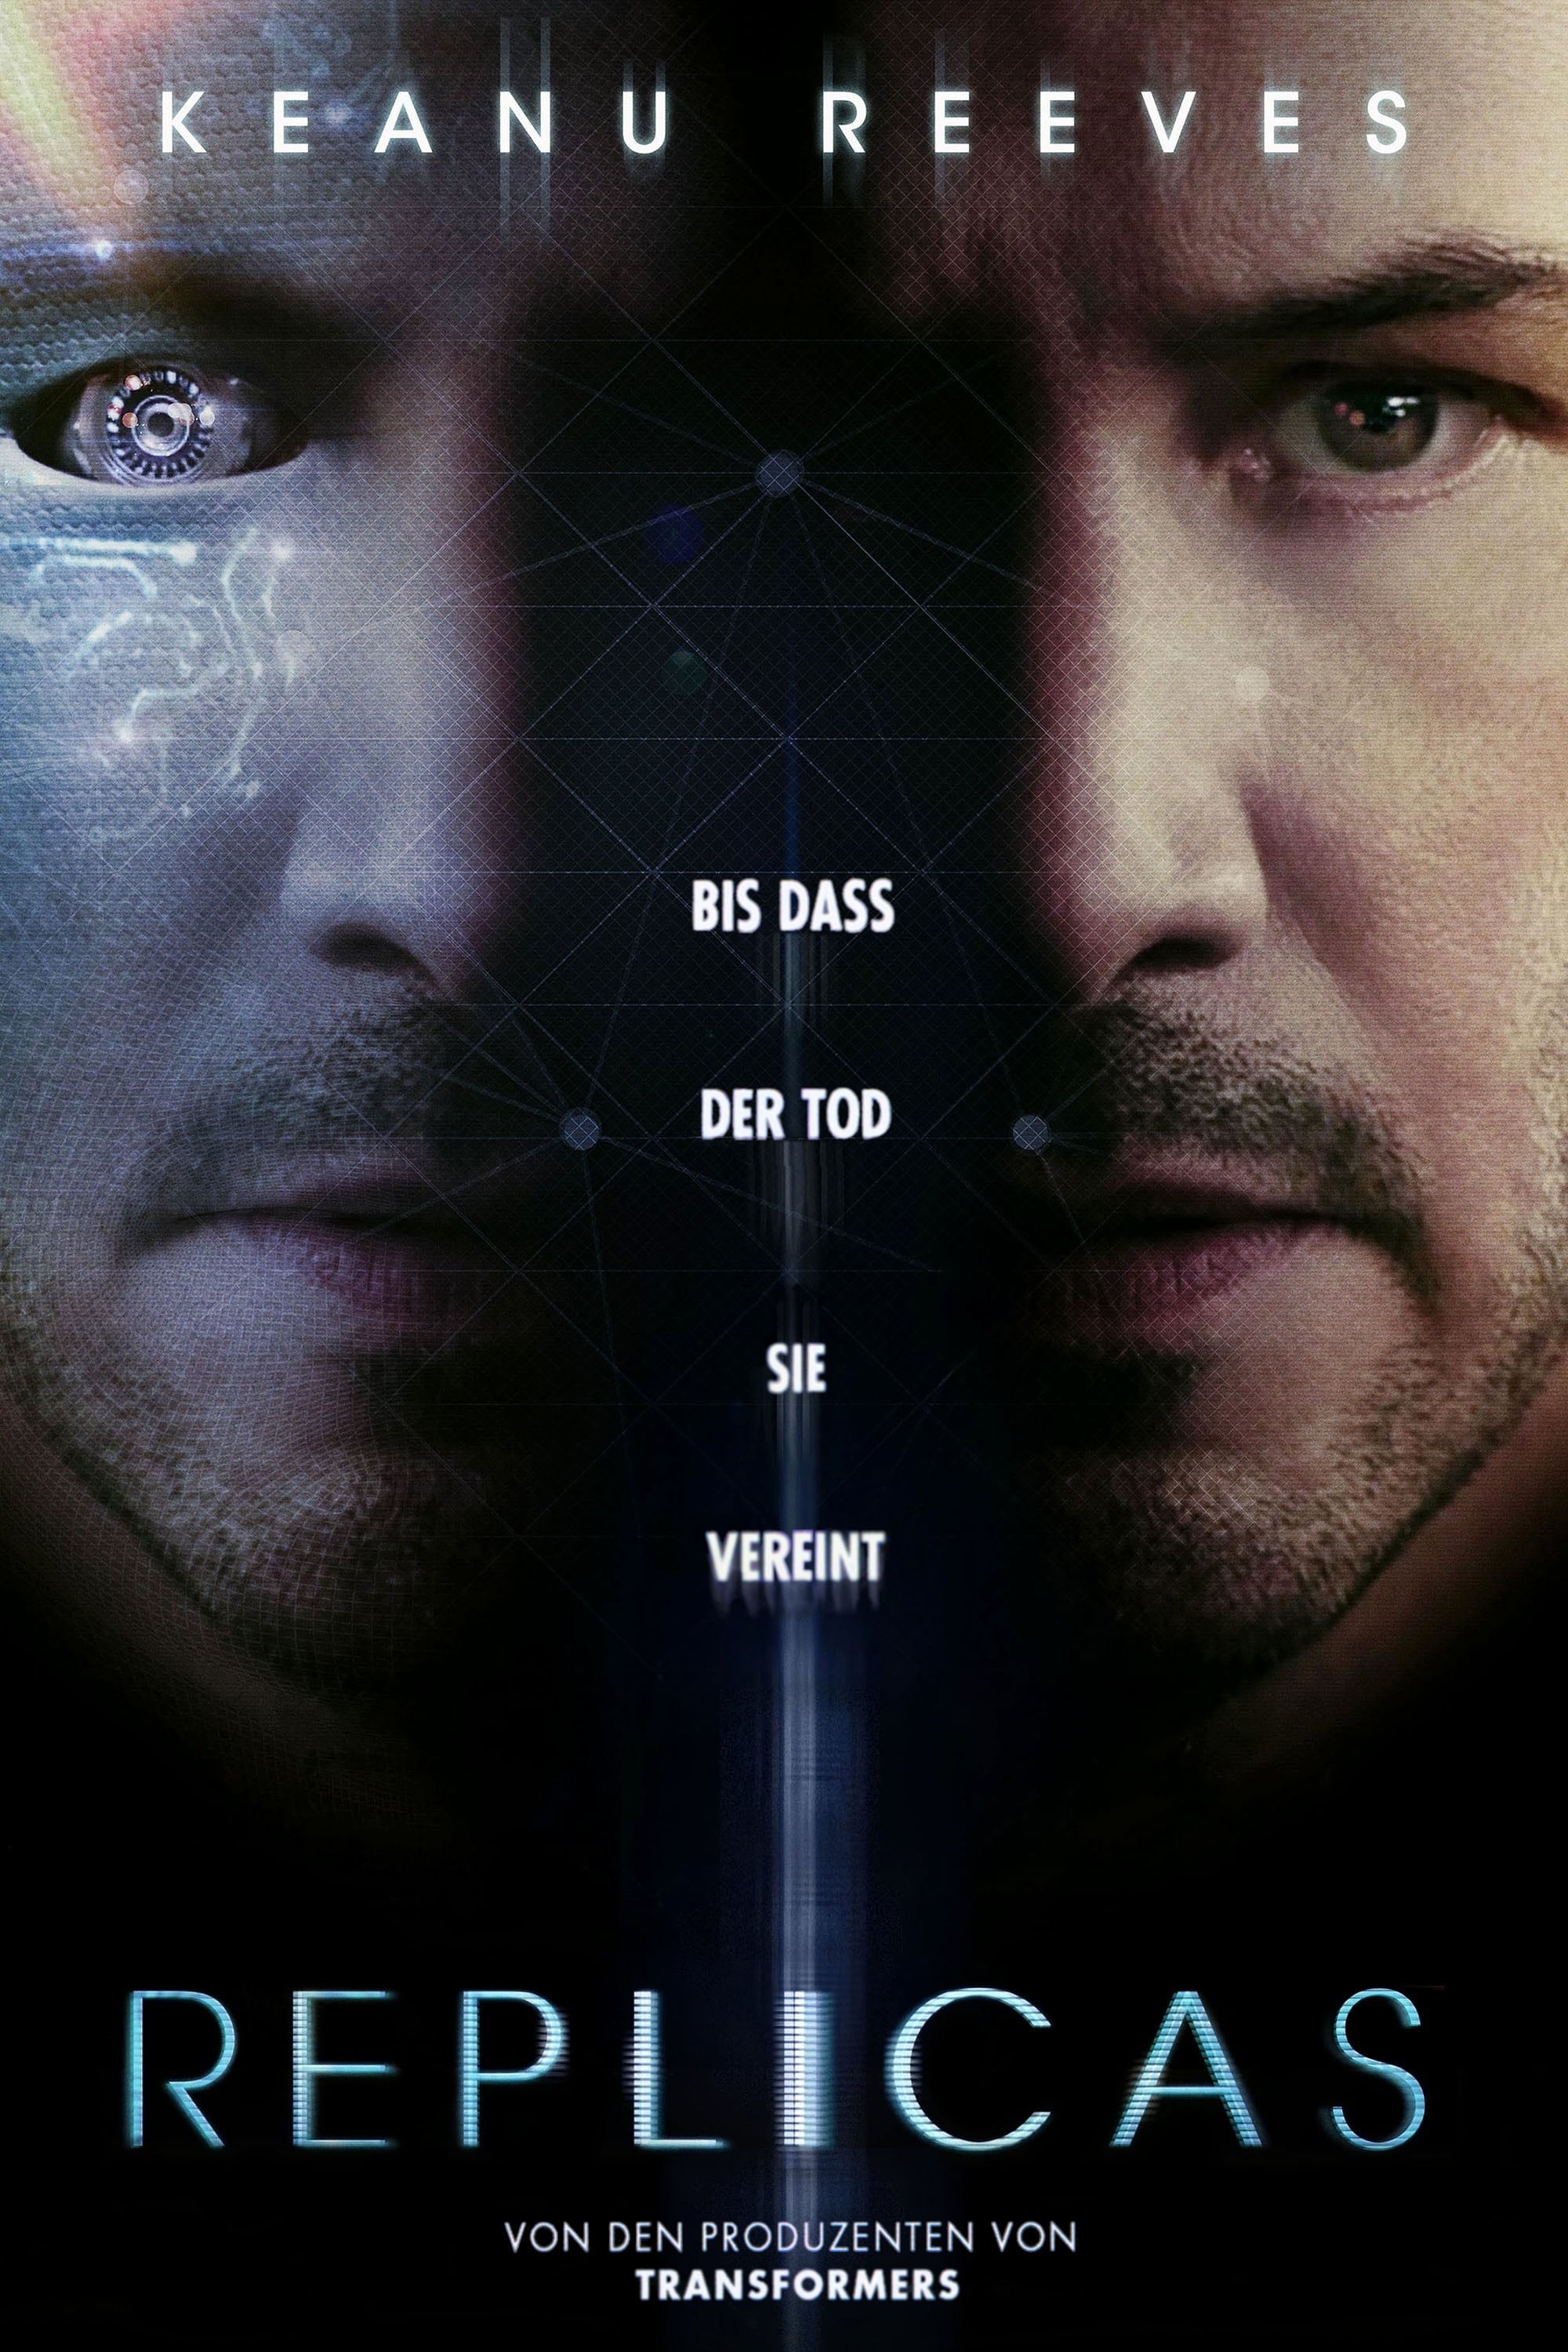 KEANU REEVES
BIS DASS
DER TOD
SIE
VEREINT
REPLICAS
VON DEN PRODUZENTEN VON
TRANSFORMERS